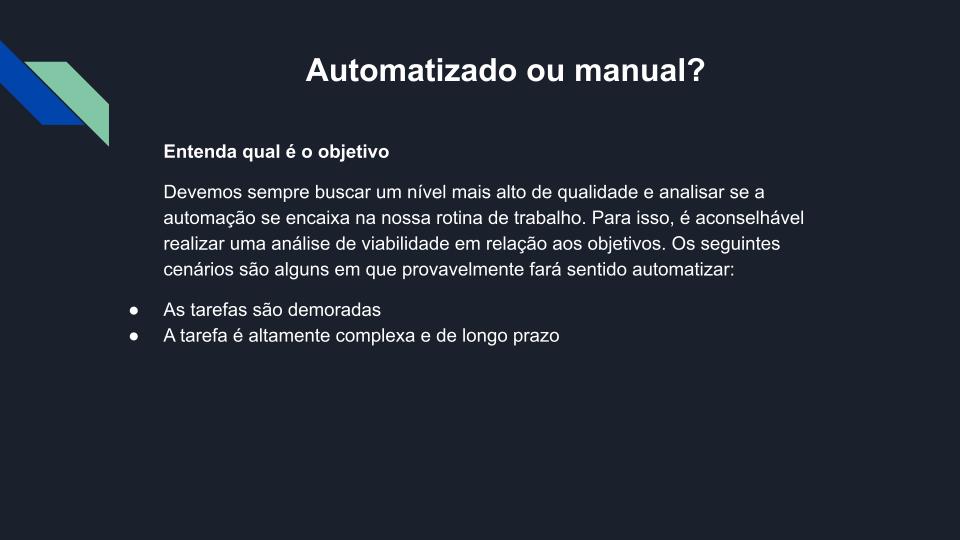 Automatizado ou manual?
Entenda qual é o objetivo
Devemos sempre buscar um nível mais alto de qualidade e analisar se a
automação se encaixa na nossa rotina de trabalho. Para isso, é aconselhável
realizar uma análise de viabilidade em relação aos objetivos. Os seguintes
cenários são alguns em que provavelmente fará sentido automatizar:
● As tarefas são demoradas
● A tarefa é altamente complexa e de longo prazo